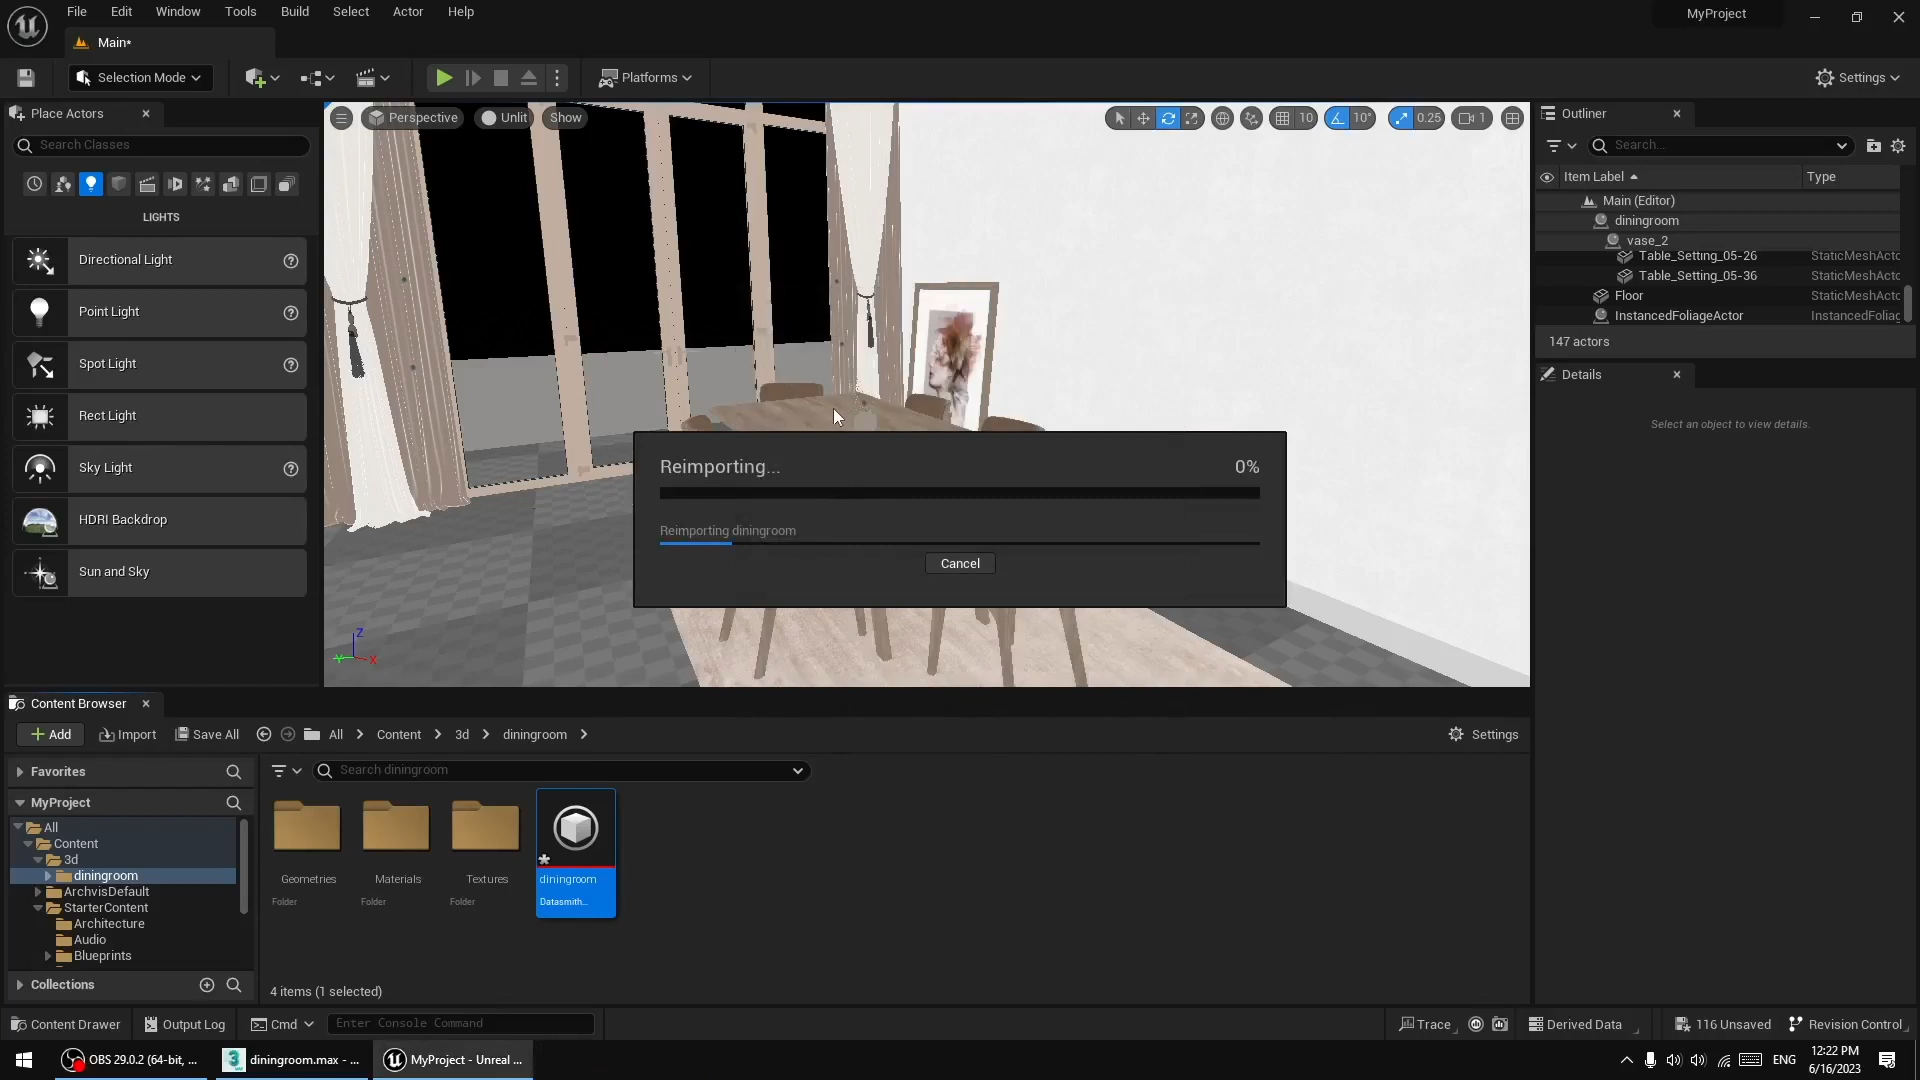 File Edit Window Tools Build Select Actor Help
MyProject
Main*
Selection Mode
Platforms
Settings
Place Actors
Search Classes
LIGHTS
Directional Light
Point Light
Spot Light
Rect Light
Sky Light
HDRI Backdrop
Sun and Sky
Perspective Unlit Show
10 10° 0.25 1
Z
Y X
Reimporting... 0%
Reimporting diningroom
Cancel
Outliner
Search...
Item Label Type
Main (Editor)
diningroom
vase_2
Table_Setting_05-26 StaticMeshActo
Table_Setting_05-36 StaticMeshActo
Floor StaticMeshActo
InstancedFoliageActor InstancedFoliag
147 actors
Details
Select an object to view details.
Content Browser
Add Import Save All All Content 3d diningroom
Settings
Favorites
MyProject
All
Content
3d
diningroom
ArchvisDefault
StarterContent
Architecture
Audio
Blueprints
Collections
Search diningroom
Geometries
Folder
Materials
Folder
Textures
Folder
diningroom
Datasmith...
4 items (1 selected)
Content Drawer Output Log Cmd Enter Console Command
Trace Derived Data 116 Unsaved Revision Control
OBS 29.0.2 (64-bit, ... diningroom.max - ... MyProject - Unreal ...
ENG
12:22 PM
6/16/2023